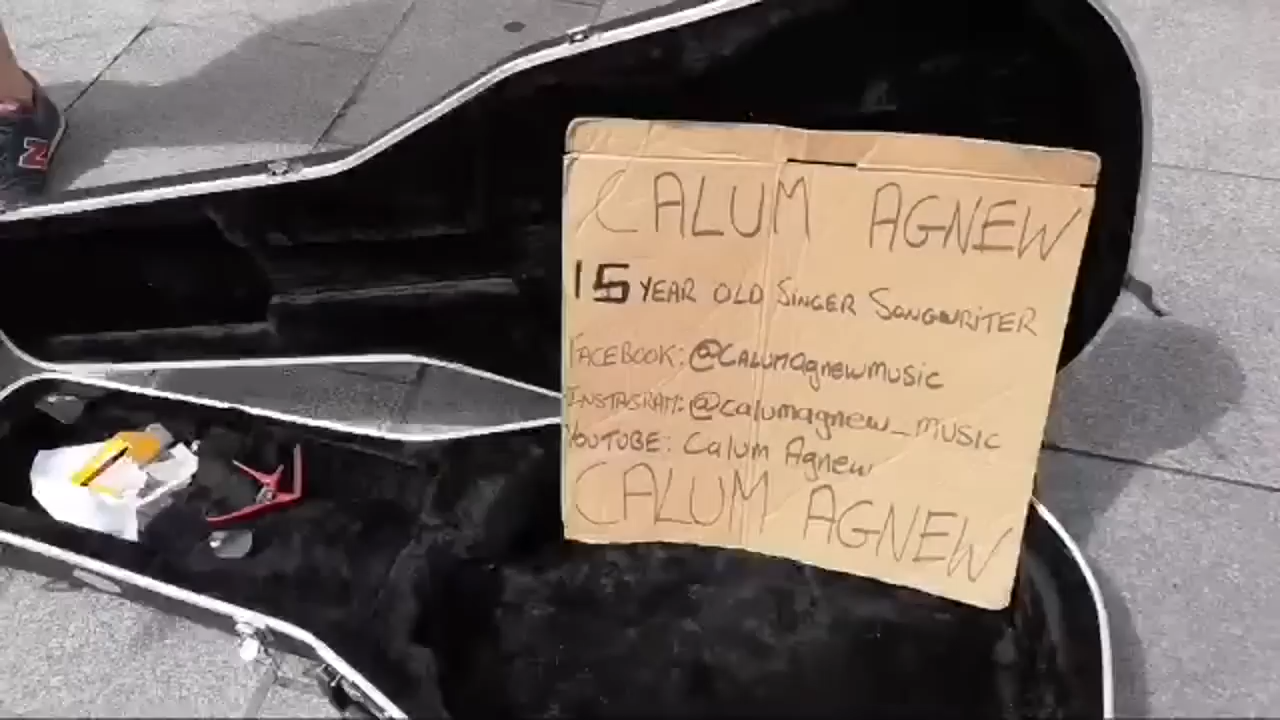 CALUM AGNEW
15 YEAR OLD SINGER SONGWRITER
FACEBOOK: @CALUMAgnewMUSIC
INSTAGRAM: @calumagnew_MUSIC
YOUTUBE: Calum Agnew
CALUM AGNEW
N